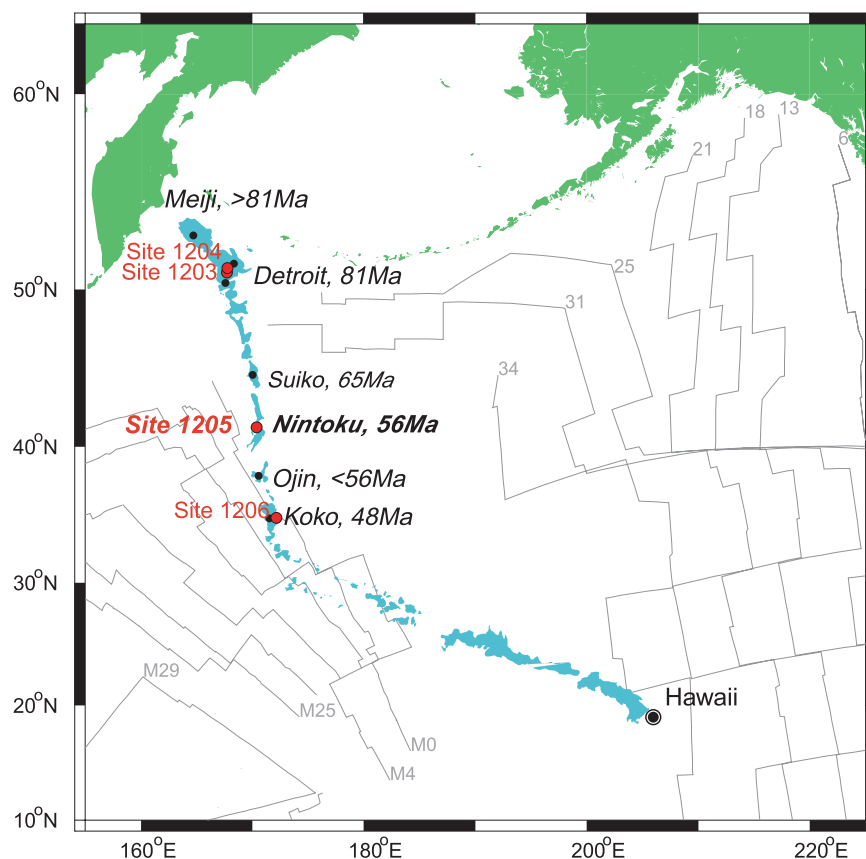 60°N
50°N
40°N
30°N
20°N
10°N
160°E
180°E
200°E
220°E
18
13
6
21
Meiji, >81Ma
Site 1204
Site 1203
Detroit, 81Ma
25
31
34
Suiko, 65Ma
Site 1205
Nintoku, 56Ma
Ojin, <56Ma
Site 1206
Koko, 48Ma
M29
M25
M0
M4
Hawaii